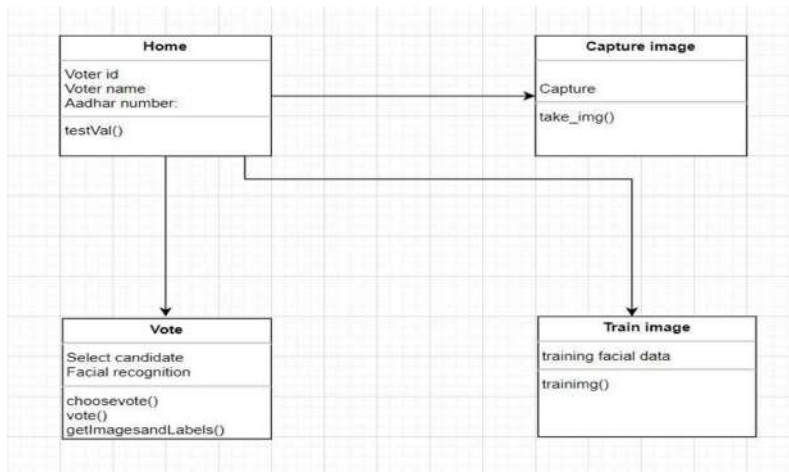 Home
Voter id
Voter name
Aadhar number:
testVal()
Capture image
Capture
take_img()
Vote
Select candidate
Facial recognition
choosevote()
vote()
getImagesandLabels()
Train image
training facial data
trainimg()